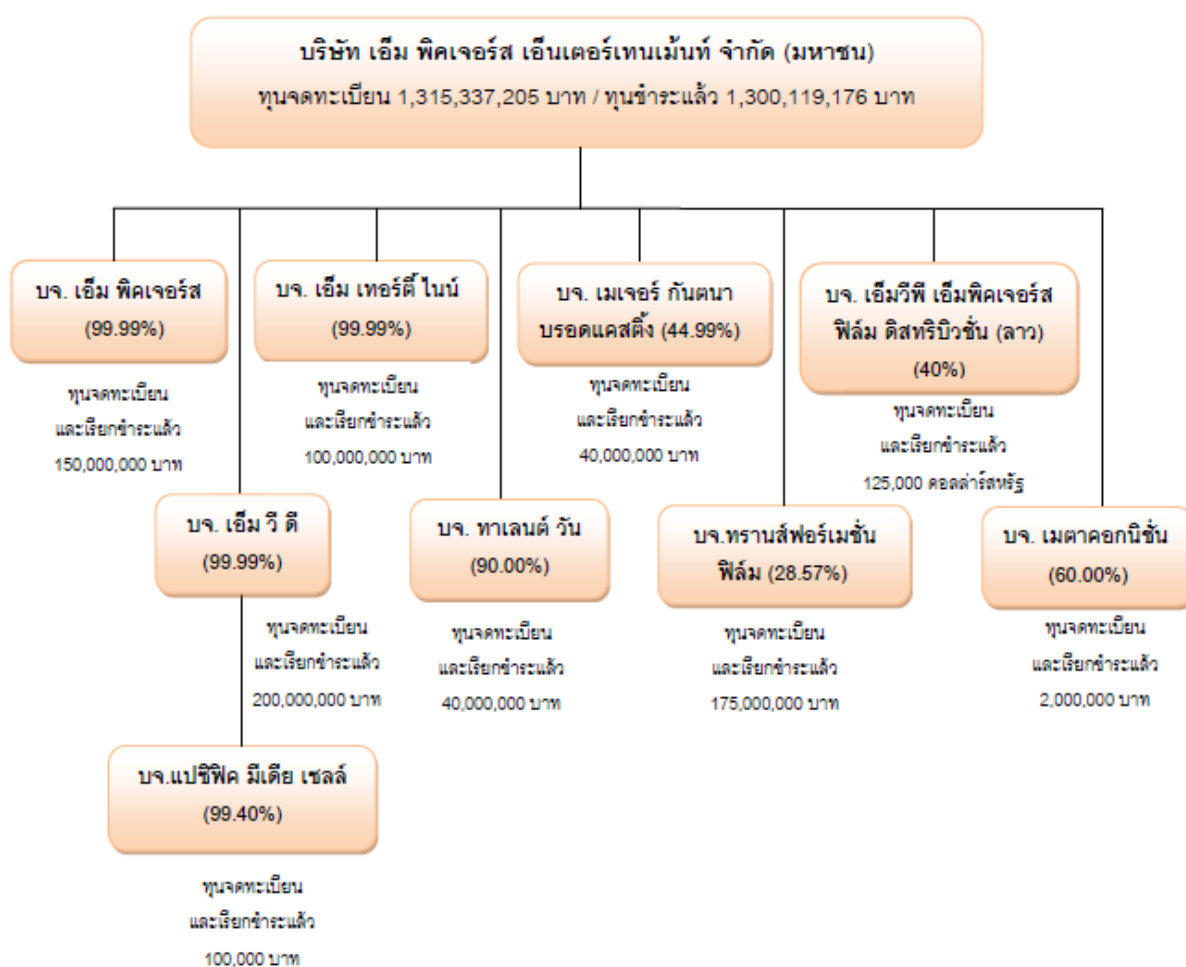 บริษัท เอ็ม พิคเจอร์ส เอ็นเตอร์เทนเม้นท์ จำกัด (มหาชน)
ทุนจดทะเบียน 1,315,337,205 บาท / ทุนชำระแล้ว 1,300,119,176 บาท
บจ. เอ็ม พิคเจอร์ส
(99.99%)
ทุนจดทะเบียน
และเรียกชำระแล้ว
150,000,000 บาท
บจ. เอ็ม เทอร์ตี้ ไนน์
(99.99%)
ทุนจดทะเบียน
และเรียกชำระแล้ว
100,000,000 บาท
บจ. เมเจอร์ กันตนา
บรอดแคสติ้ง (44.99%)
ทุนจดทะเบียน
และเรียกชำระแล้ว
40,000,000 บาท
บจ. เอ็มวีพี เอ็มพิคเจอร์ส
ฟิล์ม ดิสทริบิวชั่น (ลาว)
(40%)
ทุนจดทะเบียน
และเรียกชำระแล้ว
125,000 ดอลล่าร์สหรัฐ
บจ. เอ็ม วี ดี
(99.99%)
ทุนจดทะเบียน
และเรียกชำระแล้ว
200,000,000 บาท
บจ. ทาเลนต์ วัน
(90.00%)
ทุนจดทะเบียน
และเรียกชำระแล้ว
40,000,000 บาท
บจ.ทรานส์ฟอร์เมชั่น
ฟิล์ม (28.57%)
ทุนจดทะเบียน
และเรียกชำระแล้ว
175,000,000 บาท
บจ. เมตาคอกนิชั่น
(60.00%)
ทุนจดทะเบียน
และเรียกชำระแล้ว
2,000,000 บาท
บจ.แปซิฟิค มีเดีย เซลล์
(99.40%)
ทุนจดทะเบียน
และเรียกชำระแล้ว
100,000 บาท